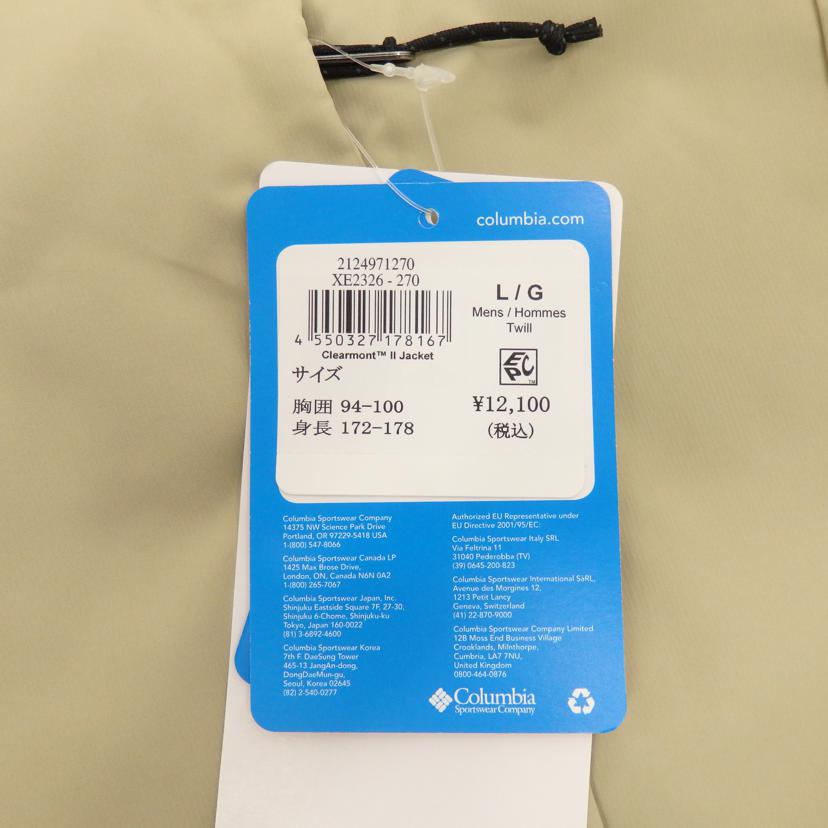 columbia.com
2124971270
XE2326 - 270
4 550327 178167
Clearmont™ II Jacket
サイズ
胸囲 94-100
身長 172-178
L / G
Mens / Hommes
Twill
EPC™
¥12,100
(税込)
Columbia Sportswear Company
14375 NW Science Park Drive
Portland, OR 97229-5418 USA
1-(800) 547-8066
Columbia Sportswear Canada LP
1425 Max Brose Drive,
London, ON, Canada N6N 0A2
1-(800) 265-7067
Columbia Sportswear Japan, Inc.
Shinjuku Eastside Square 7F, 27-30,
Shinjuku 6-Chome, Shinjuku-ku
Tokyo, Japan 160-0022
(81) 3-6892-4600
Columbia Sportswear Korea
7th F. DaeSung Tower
465-13 JangAn-dong,
DongDaeMun-gu,
Seoul, Korea 02645
(82) 2-540-0277
Authorized EU Representative under
EU Directive 2001/95/EC:
Columbia Sportswear Italy SRL
Via Feltrina 11
31040 Pederobba (TV)
(39) 0645-200-823
Columbia Sportswear International SàRL,
Avenue des Morgines 12,
1213 Petit Lancy
Geneva, Switzerland
(41) 22-870-9000
Columbia Sportswear Company Limited
12B Moss End Business Village
Crooklands, Milnthorpe,
Cumbria, LA7 7NU,
United Kingdom
0800-464-0876
Columbia
Sportswear Company